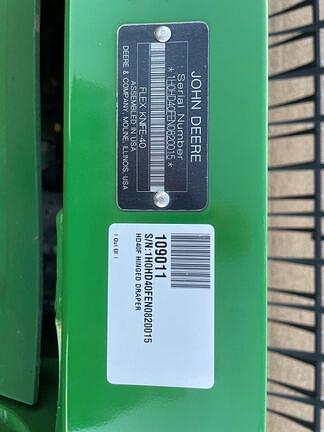 JOHN DEERE
Serial Number
*1H0HD40FEN0820015*
FLEX KNIFE-40
ASSEMBLED IN USA
DEERE & COMPANY, MOLINE, ILLINOIS, USA
109011
S/N:1H0HD40FEN0820015
HD40F HINGED DRAPER
1 Out Of 1